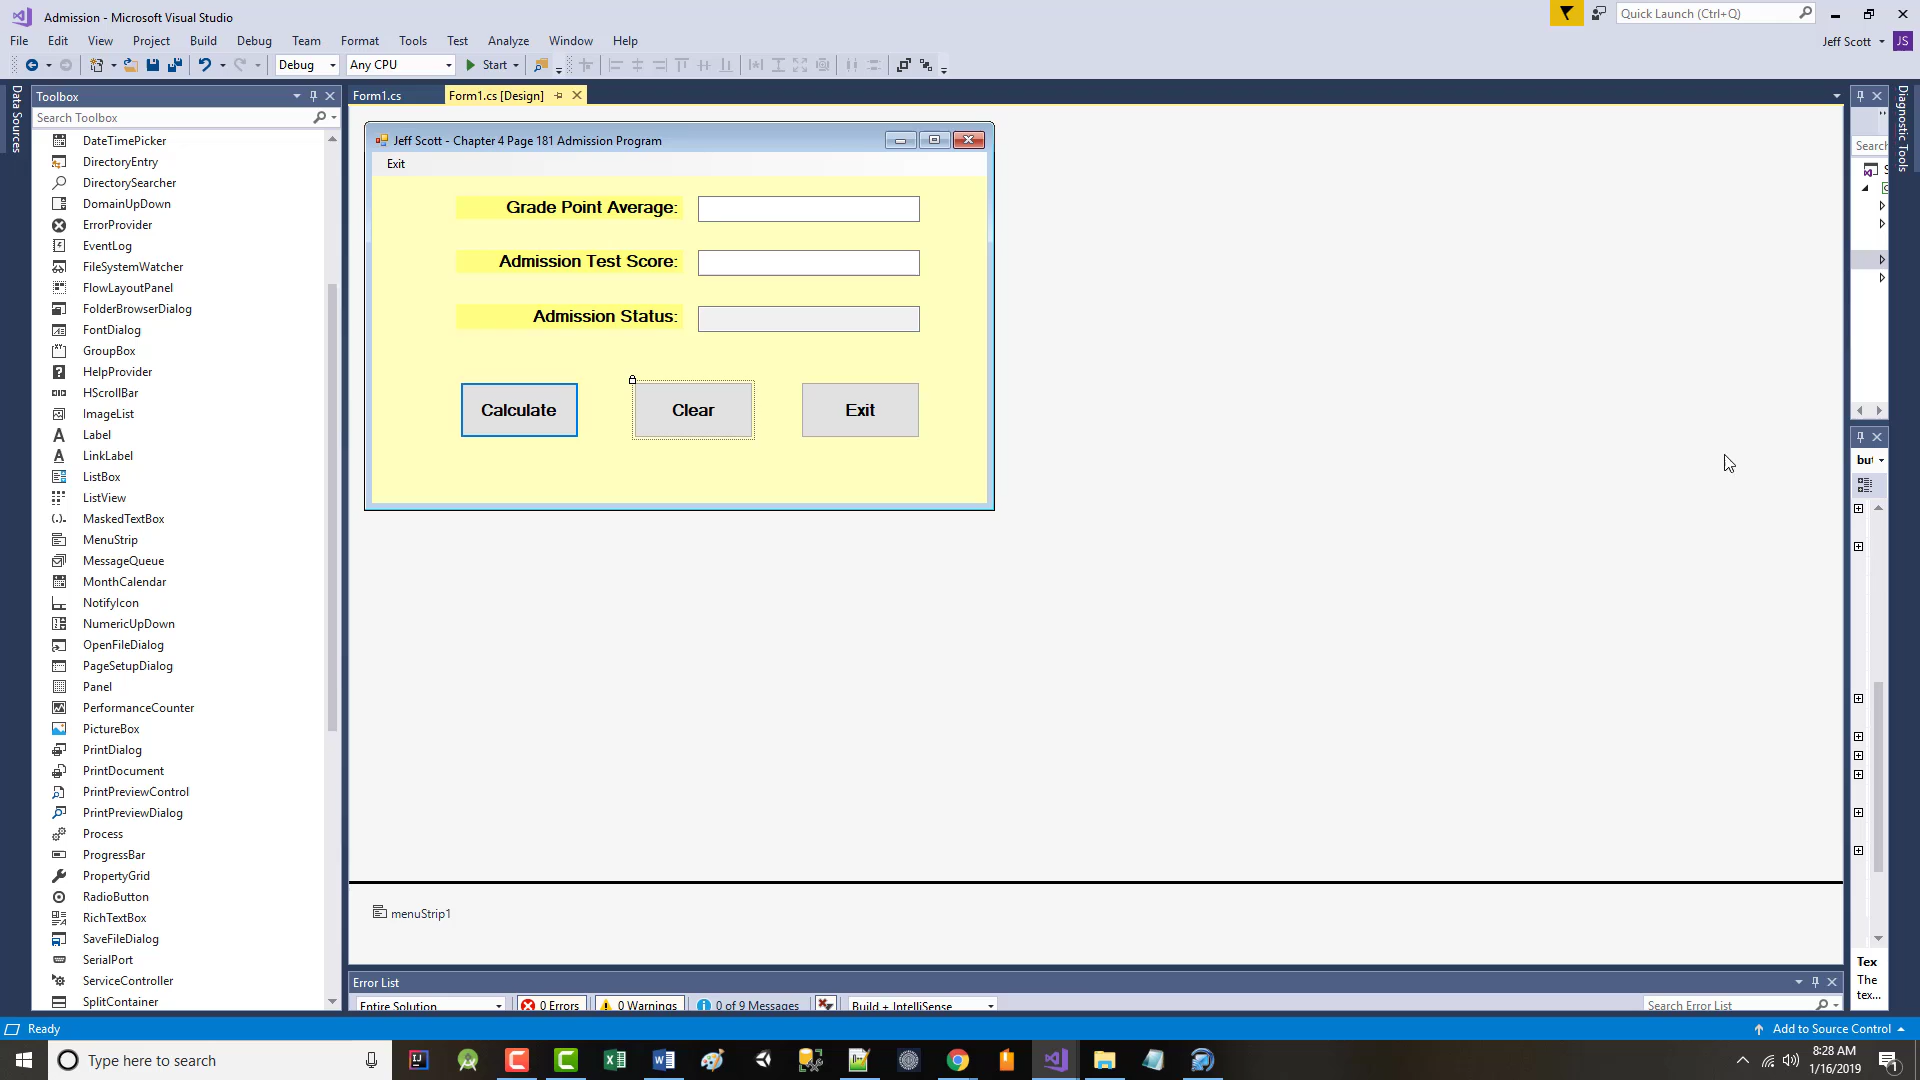 Admission - Microsoft Visual Studio
Quick Launch (Ctrl+Q)
File Edit View Project Build Debug Team Format Tools Test Analyze Window Help
Jeff Scott JS
Debug Any CPU Start
Data Sources
Toolbox
Form1.cs Form1.cs [Design]
Diagnostic Tools
Search Toolbox
Search
DateTimePicker
DirectoryEntry
DirectorySearcher
DomainUpDown
ErrorProvider
EventLog
FileSystemWatcher
FlowLayoutPanel
FolderBrowserDialog
FontDialog
GroupBox
HelpProvider
HScrollBar
ImageList
Label
LinkLabel
ListBox
ListView
MaskedTextBox
MenuStrip
MessageQueue
MonthCalendar
NotifyIcon
NumericUpDown
OpenFileDialog
PageSetupDialog
Panel
PerformanceCounter
PictureBox
PrintDialog
PrintDocument
PrintPreviewControl
PrintPreviewDialog
Process
ProgressBar
PropertyGrid
RadioButton
RichTextBox
SaveFileDialog
SerialPort
ServiceController
SplitContainer
Jeff Scott - Chapter 4 Page 181 Admission Program
Exit
Grade Point Average:
Admission Test Score:
Admission Status:
Calculate Clear Exit
menuStrip1
Tex
The
tex...
Error List
Entire Solution 0 Errors 0 Warnings 0 of 9 Messages Build + IntelliSense Search Error List
Ready
Add to Source Control
Type here to search
8:28 AM
1/16/2019